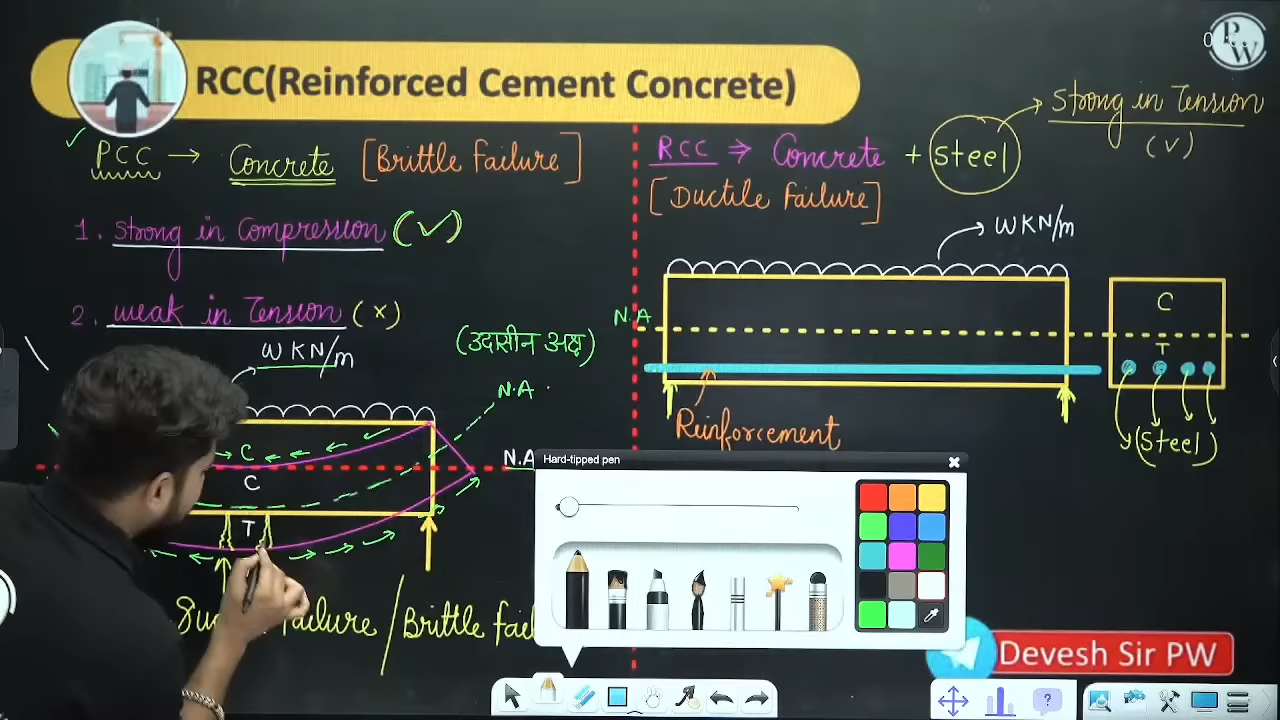 PW
RCC(Reinforced Cement Concrete)
PCC → Concrete [Brittle Failure]
1. Strong in Compression (✓)
2. weak in Tension (×)
W KN/m
(उदासीन अक्ष)
N.A
C
C
T
N.A
Failure / Brittle fail
RCC ⇒ Concrete + Steel
Strong in Tension
(✓)
[Ductile Failure]
W KN/m
N.A
C
T
Reinforcement
(Steel)
Hard-tipped pen
Devesh Sir PW